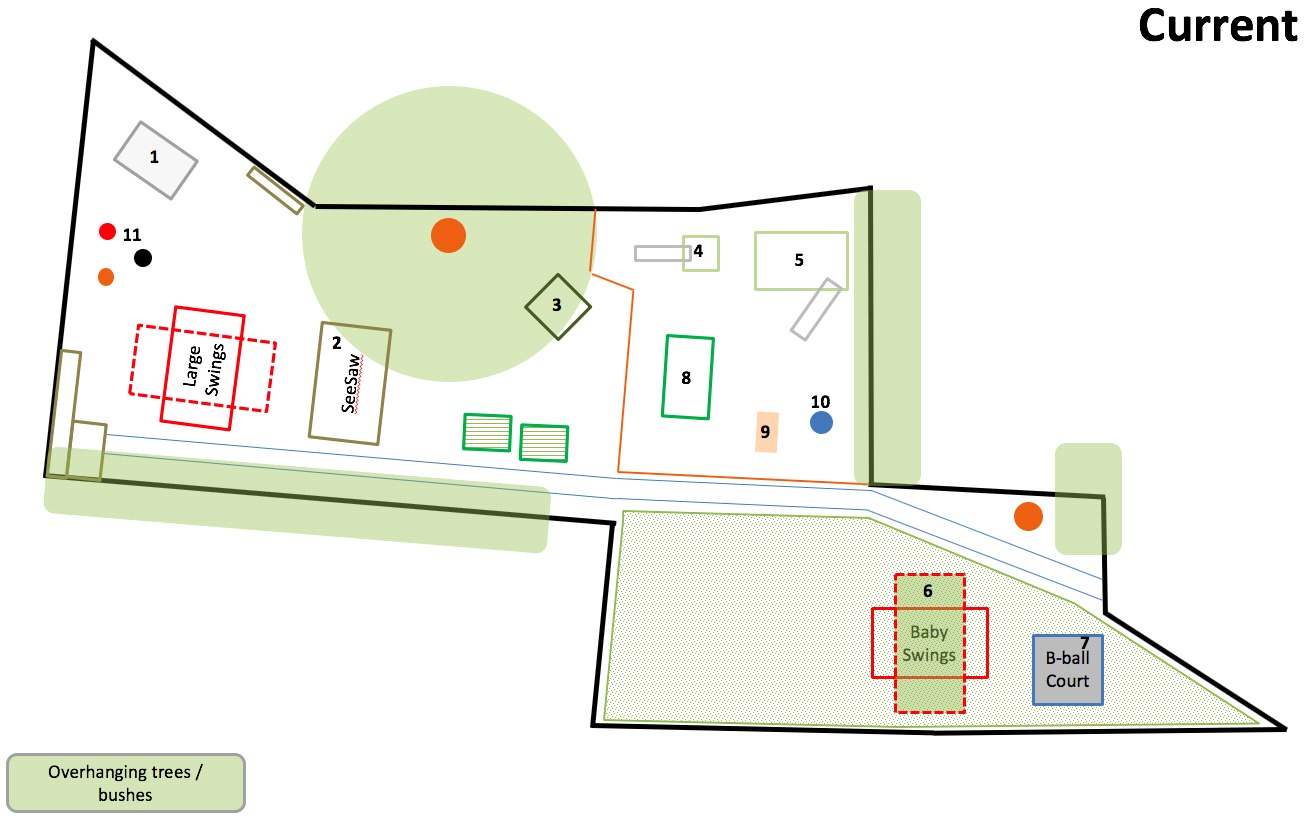 Current
1
11
4
5
3
2
SeeSaw
Large
Swings
8
10
9
6
Baby
Swings
7
B-ball
Court
Overhanging trees /
bushes